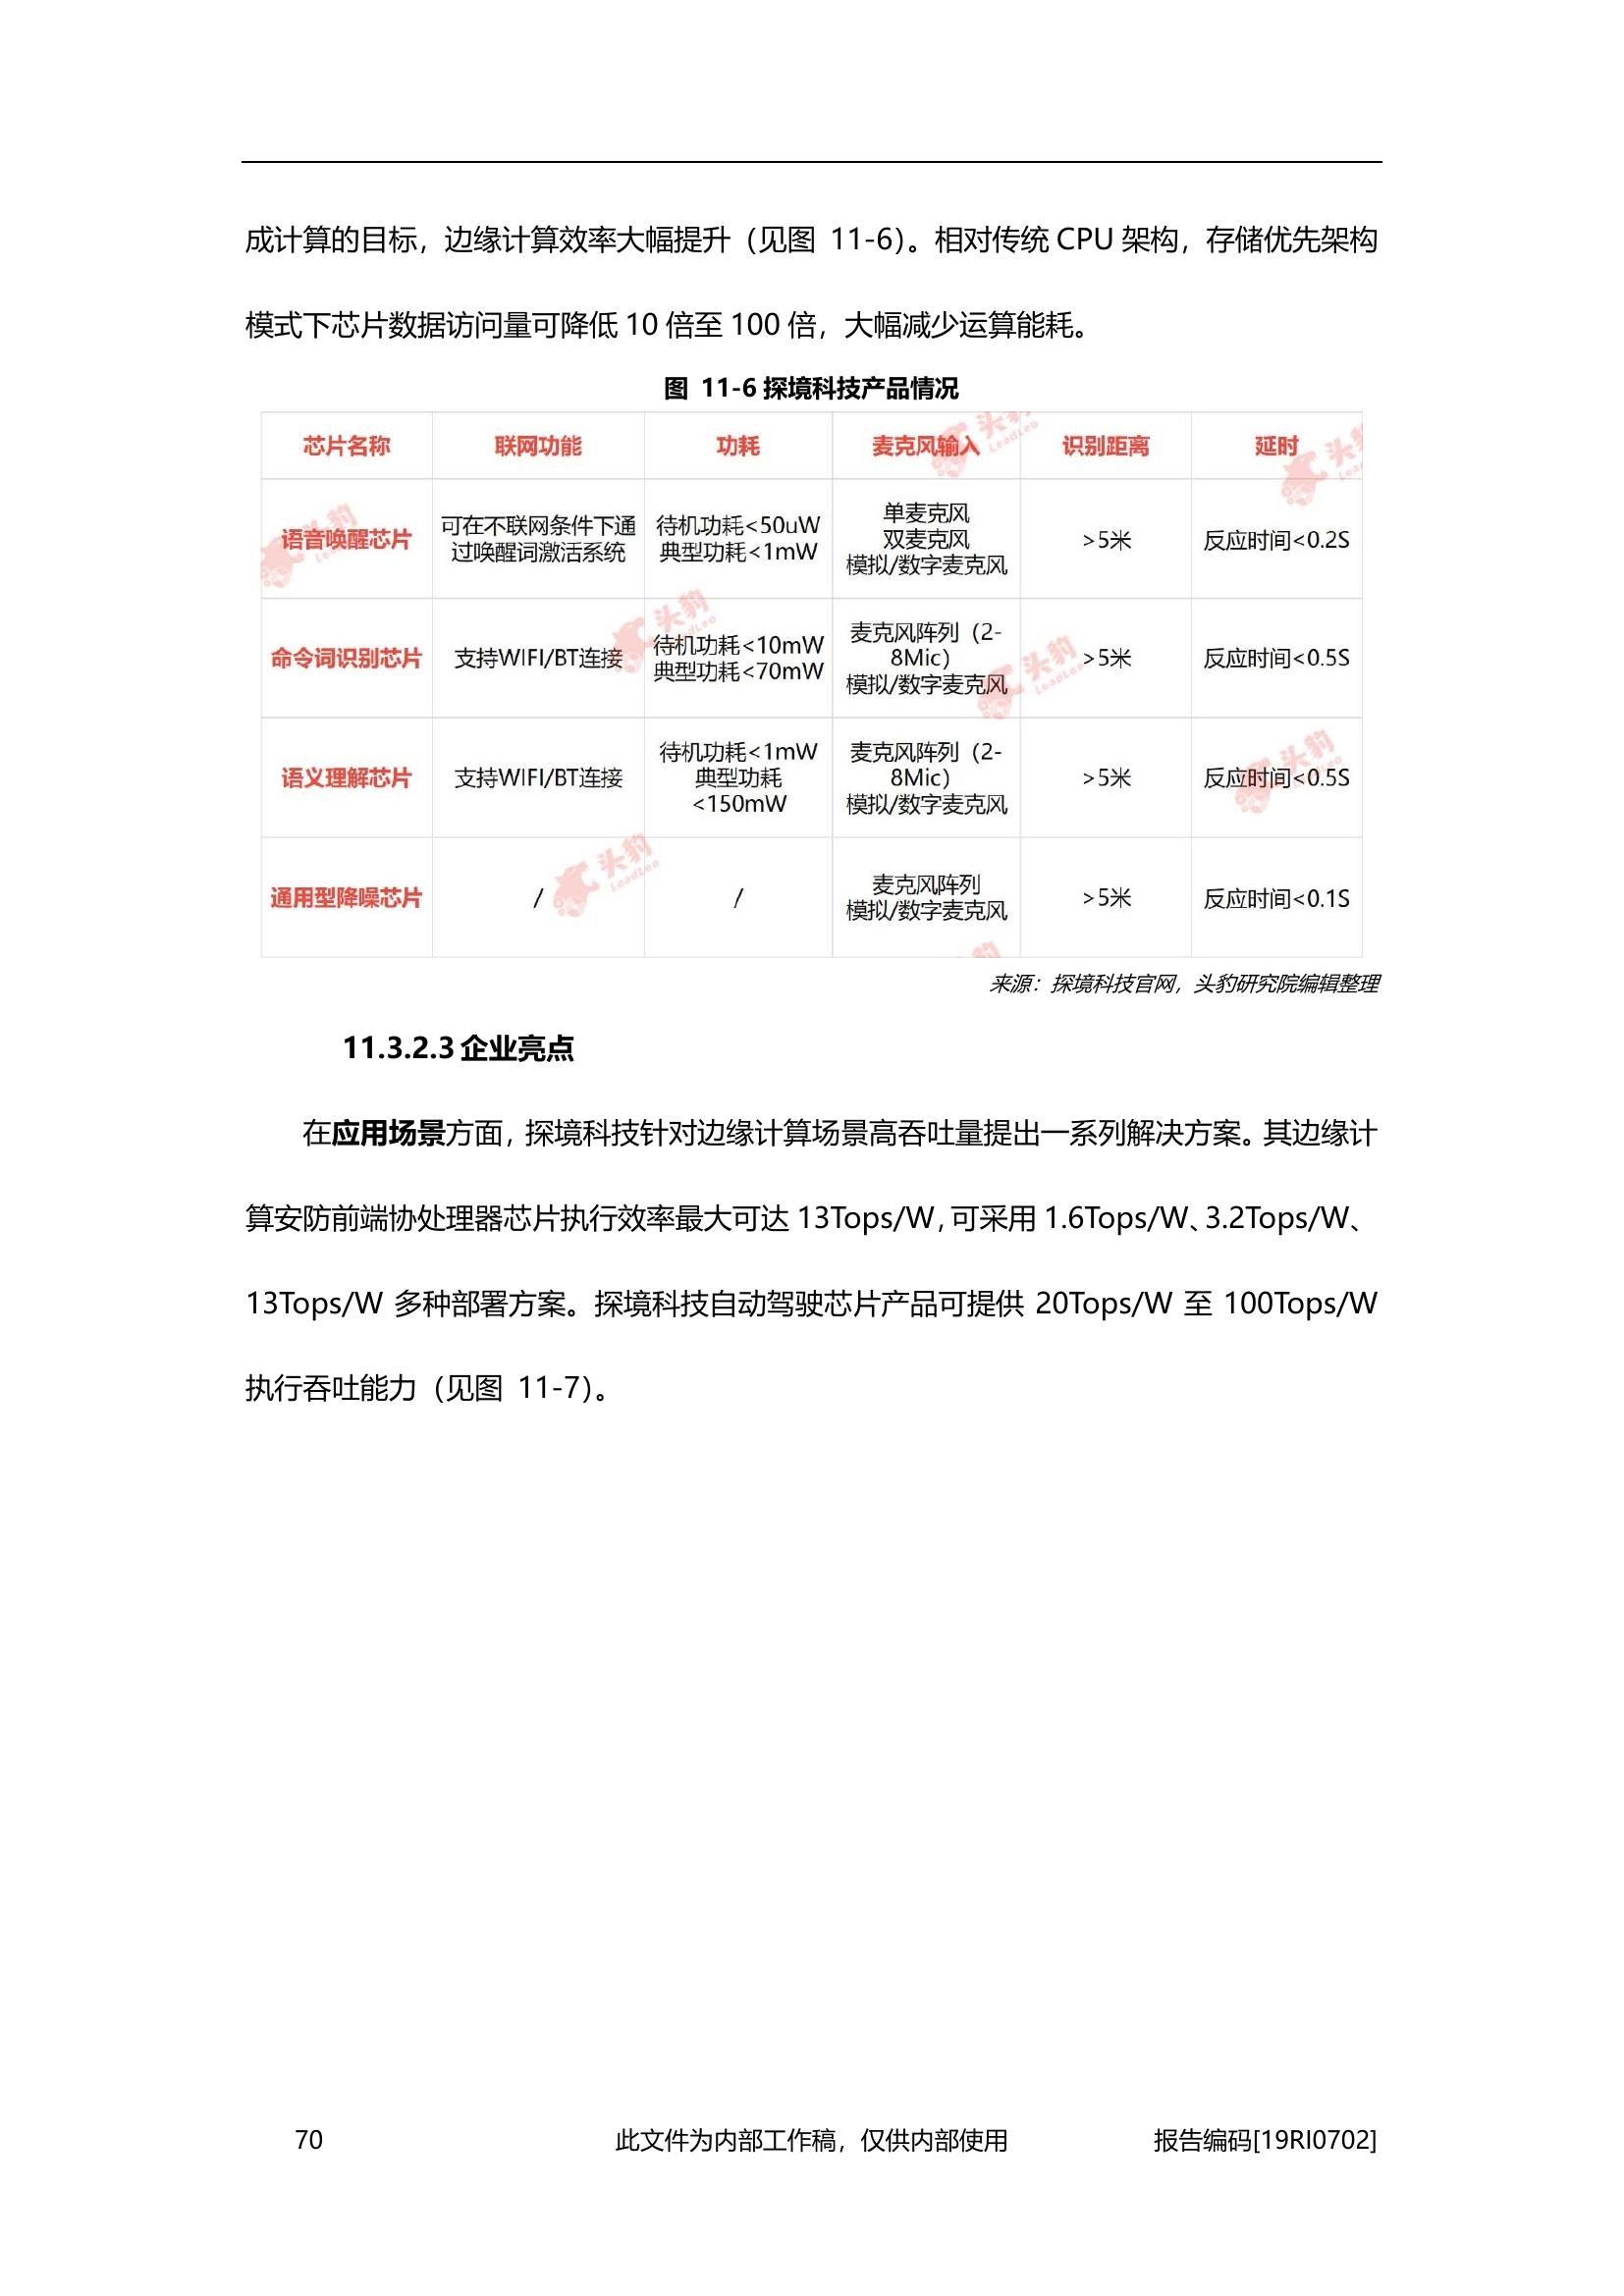 成计算的目标，边缘计算效率大幅提升（见图 11-6）。相对传统 CPU 架构，存储优先架构
模式下芯片数据访问量可降低 10 倍至 100 倍，大幅减少运算能耗。
图 11-6 探境科技产品情况
芯片名称 联网功能 功耗 麦克风输入 识别距离 延时
语音唤醒芯片
可在不联网条件下通
过唤醒词激活系统
待机功耗<50uW
典型功耗<1mW
单麦克风
双麦克风
模拟/数字麦克风
>5米
反应时间<0.2S
命令词识别芯片
支持WIFI/BT连接
待机功耗<10mW
典型功耗<70mW
麦克风阵列（2-
8Mic）
模拟/数字麦克风
>5米
反应时间<0.5S
语义理解芯片
支持WIFI/BT连接
待机功耗<1mW
典型功耗
<150mW
麦克风阵列（2-
8Mic）
模拟/数字麦克风
>5米
反应时间<0.5S
通用型降噪芯片
/
/
麦克风阵列
模拟/数字麦克风
>5米
反应时间<0.1S
来源：探境科技官网，头豹研究院编辑整理
11.3.2.3 企业亮点
在应用场景方面，探境科技针对边缘计算场景高吞吐量提出一系列解决方案。其边缘计
算安防前端协处理器芯片执行效率最大可达 13Tops/W，可采用 1.6Tops/W、3.2Tops/W、
13Tops/W 多种部署方案。探境科技自动驾驶芯片产品可提供 20Tops/W 至 100Tops/W
执行吞吐能力（见图 11-7）。
70 此文件为内部工作稿，仅供内部使用 报告编码[19RI0702]